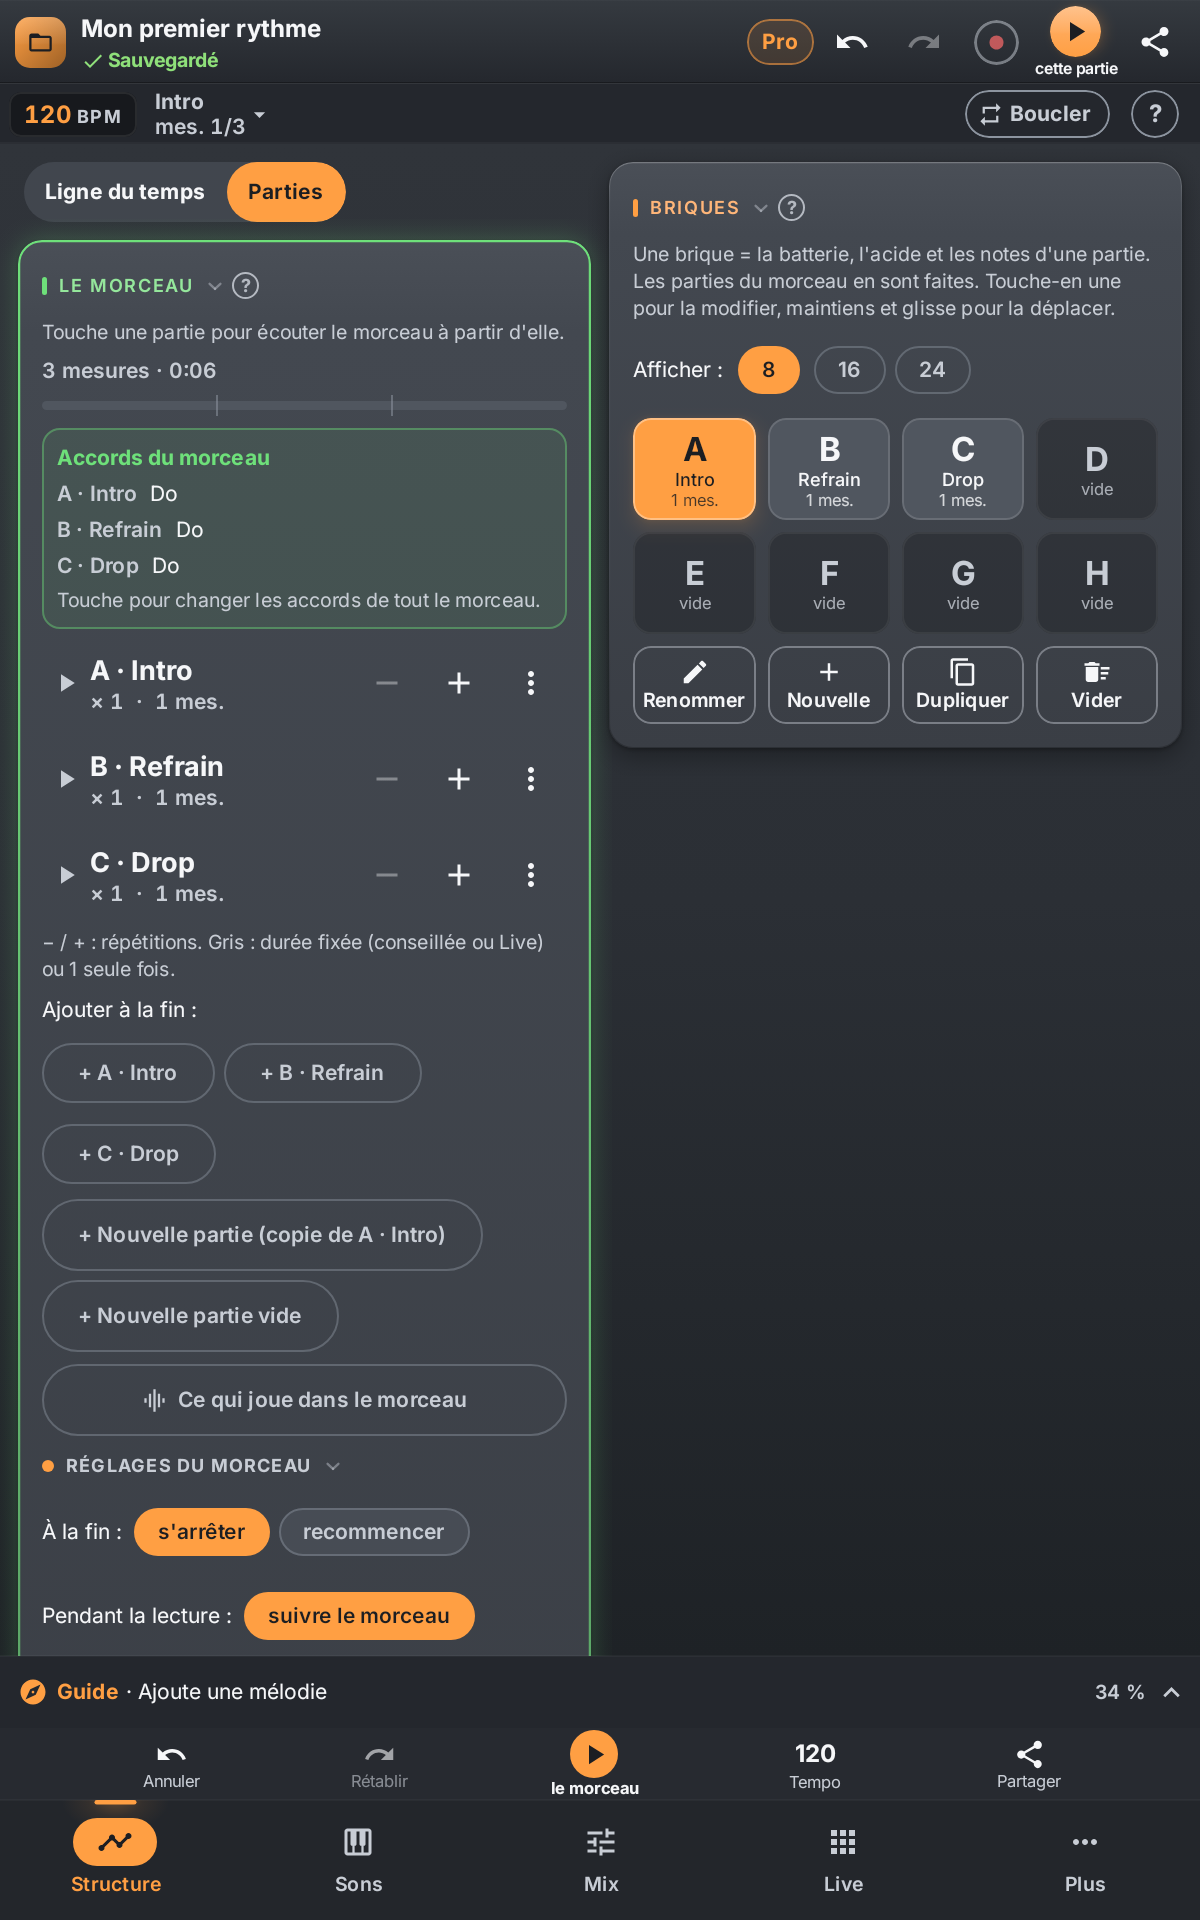 Mon premier rythme
Sauvegardé
Pro
cette partie
120 BPM
Intro
mes. 1/3
Boucler
?
Ligne du temps
Parties
LE MORCEAU
?
Touche une partie pour écouter le morceau à partir d'elle.
3 mesures · 0:06
Accords du morceau
A · Intro Do
B · Refrain Do
C · Drop Do
Touche pour changer les accords de tout le morceau.
A · Intro
× 1 · 1 mes.
B · Refrain
× 1 · 1 mes.
C · Drop
× 1 · 1 mes.
− / + : répétitions. Gris : durée fixée (conseillée ou Live)
ou 1 seule fois.
Ajouter à la fin :
+ A · Intro
+ B · Refrain
+ C · Drop
+ Nouvelle partie (copie de A · Intro)
+ Nouvelle partie vide
Ce qui joue dans le morceau
RÉGLAGES DU MORCEAU
À la fin :
s'arrêter
recommencer
Pendant la lecture :
suivre le morceau
BRIQUES
?
Une brique = la batterie, l'acide et les notes d'une partie.
Les parties du morceau en sont faites. Touche-en une
pour la modifier, maintiens et glisse pour la déplacer.
Afficher :
8
16
24
A
Intro
1 mes.
B
Refrain
1 mes.
C
Drop
1 mes.
D
vide
E
vide
F
vide
G
vide
H
vide
Renommer
Nouvelle
Dupliquer
Vider
Guide · Ajoute une mélodie
34 %
Annuler
Rétablir
le morceau
120
Tempo
Partager
Structure
Sons
Mix
Live
Plus